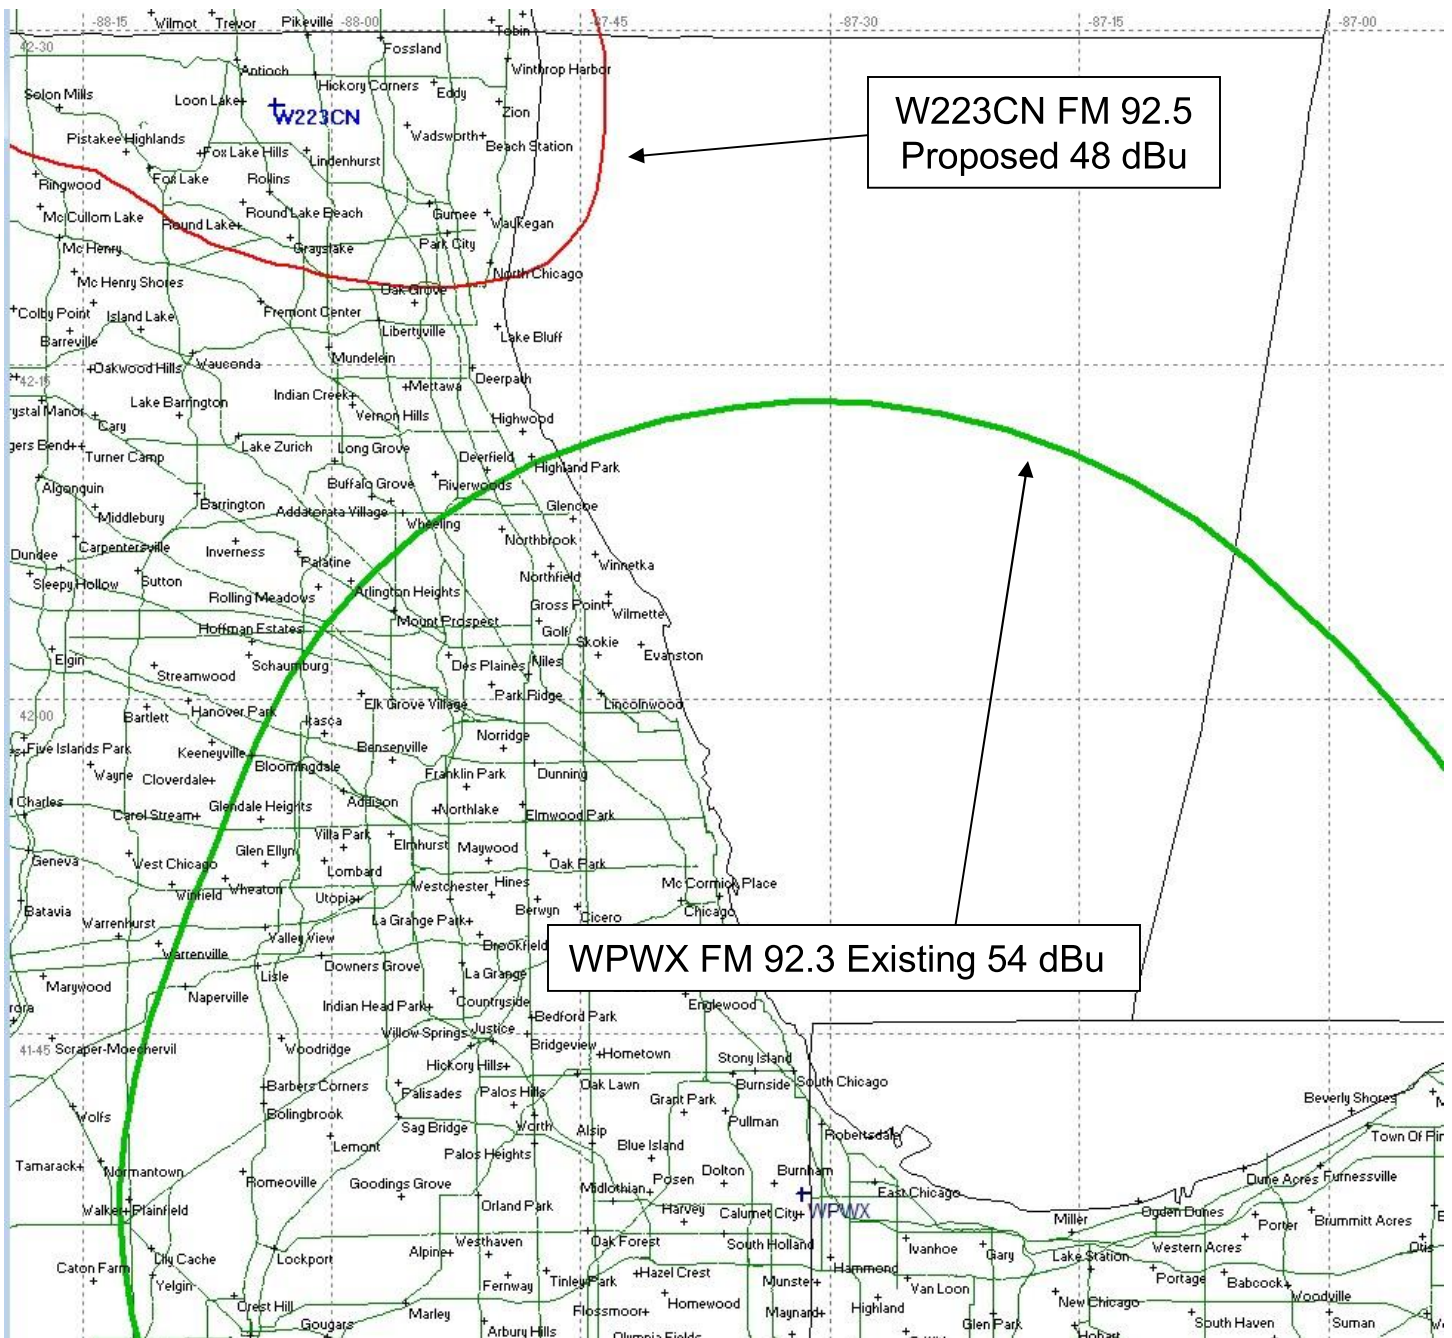 -88-15
-88-00
-87-45
-87-30
-87-15
-87-00
Wilmot
Trevor
Pikeville
Tobin
42-30
Fossland
Antioch
Winthrop Harbor
Solon Mills
Loon Lake
Hickory Corners
Eddy
W223CN FM 92.5
Proposed 48 dBu
W223CN
Zion
Pistakee Highlands
Wadsworth
Beach Station
Fox Lake Hills
Lindenhurst
Ringwood
Fox Lake
Rollins
Mc Cullom Lake
Round Lake
Round Lake Beach
Gurnee
Waukegan
Mc Henry
Grayslake
Park City
Mc Henry Shores
North Chicago
Oak Grove
Colby Point
Island Lake
Fremont Center
Barreville
Libertyville
Lake Bluff
Oakwood Hills
Wauconda
Mundelein
42-15
Mettawa
Deerpath
rystal Manor
Lake Barrington
Indian Creek
Vernon Hills
Highwood
Cary
gers Bend
Turner Camp
Lake Zurich
Long Grove
Deerfield
Highland Park
Algonquin
Buffalo Grove
Riverwoods
Middlebury
Barrington
Addatorata Village
Wheeling
Glencoe
Dundee
Carpentersville
Inverness
Palatine
Northbrook
Winnetka
Sleepy Hollow
Sutton
Rolling Meadows
Arlington Heights
Northfield
Gross Point
Wilmette
Hoffman Estates
Mount Prospect
Golf
Skokie
Elgin
Streamwood
Schaumburg
Des Plaines
Niles
Evanston
Park Ridge
42-00
Bartlett
Hanover Park
Itasca
Elk Grove Village
Lincolnwood
Five Islands Park
Keeneyville
Bensenville
Norridge
Wayne
Cloverdale
Bloomingdale
Franklin Park
Dunning
Charles
Carol Stream
Glendale Heights
Addison
Northlake
Elmwood Park
Villa Park
Elmhurst
Geneva
West Chicago
Glen Ellyn
Lombard
Maywood
Oak Park
Winfield
Wheaton
Utopia
Westchester
Hines
Mc Cormick Place
Batavia
Warrenhurst
La Grange Park
Berwyn
Cicero
Chicago
Warrenville
Valley View
Brookfield
WPWX FM 92.3 Existing 54 dBu
Marywood
Lisle
Downers Grove
La Grange
rora
Naperville
Indian Head Park
Countryside
Englewood
41-45
Scraper-Moechervil
Woodridge
Willow Springs
Justice
Bedford Park
Bridgeview
Hometown
Stony Island
Hickory Hills
Barbers Corners
Palisades
Palos Hills
Oak Lawn
Burnside
South Chicago
Wolfs
Bolingbrook
Grant Park
Beverly Shores
Sag Bridge
Worth
Alsip
Pullman
Robertsdale
Town Of Pin
Lemont
Palos Heights
Blue Island
Tamarack
Normantown
Romeoville
Goodings Grove
Midlothian
Posen
Dolton
Burnham
East Chicago
Dune Acres
Furnessville
Walker
Plainfield
Orland Park
Harvey
Calumet City
WPWX
Miller
Ogden Dunes
Porter
Brummitt Acres
Caton Farm
Lily Cache
Lockport
Alpine
Westhaven
Oak Forest
South Holland
Ivanhoe
Gary
Lake Station
Western Acres
Otis
Yelgin
Fernway
Tinley Park
Hazel Crest
Munster
Hammond
Van Loon
Portage
Babcock
Crest Hill
Marley
Flossmoor
Homewood
Maynard
Highland
New Chicago
Woodville
Gougars
Arbury Hills
Olympia Fields
Glen Park
Hobart
South Haven
Suman